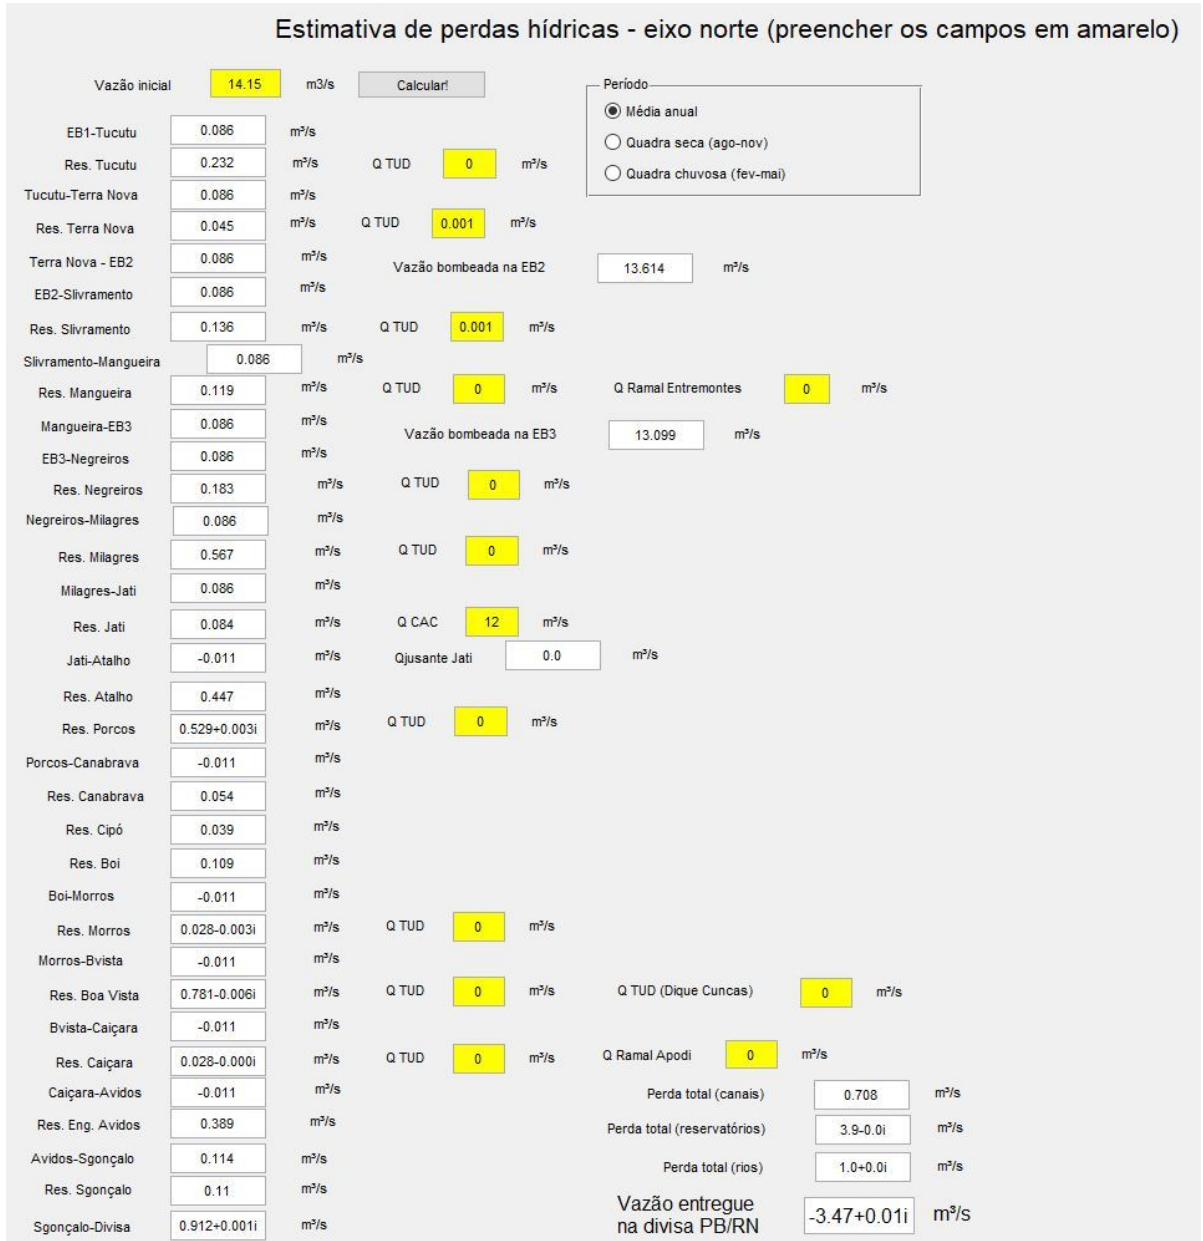 Estimativa de perdas hídricas - eixo norte (preencher os campos em amarelo)
Vazão inicial 14.15 m3/s Calcular!
Período
Média anual
Quadra seca (ago-nov)
Quadra chuvosa (fev-mai)
EB1-Tucutu 0.086 m³/s
Res. Tucutu 0.232 m³/s Q TUD 0 m³/s
Tucutu-Terra Nova 0.086 m³/s
Res. Terra Nova 0.045 m³/s Q TUD 0.001 m³/s
Terra Nova - EB2 0.086 m³/s Vazão bombeada na EB2 13.614 m³/s
EB2-Slivramento 0.086 m³/s
Res. Slivramento 0.136 m³/s Q TUD 0.001 m³/s
Slivramento-Mangueira 0.086 m³/s
Res. Mangueira 0.119 m³/s Q TUD 0 m³/s Q Ramal Entremontes 0 m³/s
Mangueira-EB3 0.086 m³/s Vazão bombeada na EB3 13.099 m³/s
EB3-Negreiros 0.086 m³/s
Res. Negreiros 0.183 m³/s Q TUD 0 m³/s
Negreiros-Milagres 0.086 m³/s
Res. Milagres 0.567 m³/s Q TUD 0 m³/s
Milagres-Jati 0.086 m³/s
Res. Jati 0.084 m³/s Q CAC 12 m³/s
Jati-Atalho -0.011 m³/s Qjusante Jati 0.0 m³/s
Res. Atalho 0.447 m³/s
Res. Porcos 0.529+0.003i m³/s Q TUD 0 m³/s
Porcos-Canabrava -0.011 m³/s
Res. Canabrava 0.054 m³/s
Res. Cipó 0.039 m³/s
Res. Boi 0.109 m³/s
Boi-Morros -0.011 m³/s
Res. Morros 0.028-0.003i m³/s Q TUD 0 m³/s
Morros-Bvista -0.011 m³/s
Res. Boa Vista 0.781-0.006i m³/s Q TUD 0 m³/s Q TUD (Dique Cuncas) 0 m³/s
Bvista-Caiçara -0.011 m³/s
Res. Caiçara 0.028-0.000i m³/s Q TUD 0 m³/s Q Ramal Apodi 0 m³/s
Caiçara-Avidos -0.011 m³/s Perda total (canais) 0.708 m³/s
Res. Eng. Avidos 0.389 m³/s Perda total (reservatórios) 3.9-0.0i m³/s
Avidos-Sgonçalo 0.114 m³/s Perda total (rios) 1.0+0.0i m³/s
Res. Sgonçalo 0.11 m³/s
Sgonçalo-Divisa 0.912+0.001i m³/s
Vazão entregue
na divisa PB/RN -3.47+0.01i m³/s